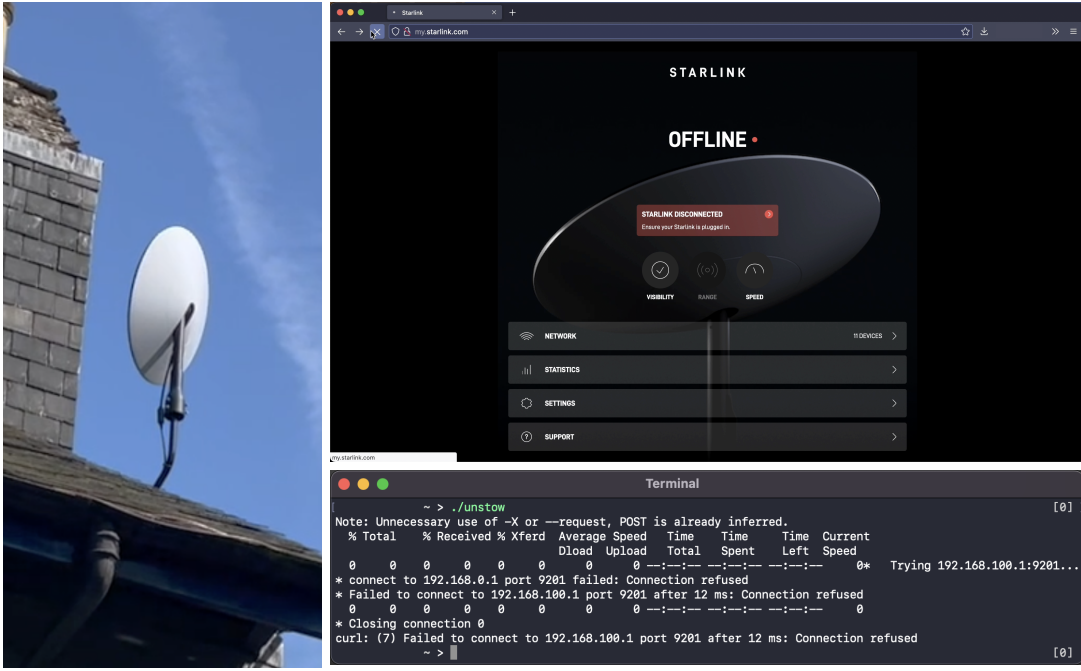 Starlink
my.starlink.com
STARLINK
OFFLINE
STARLINK DISCONNECTED
Ensure your Starlink is plugged in.
VISIBILITY RANGE SPEED
NETWORK 11 DEVICES
STATISTICS
SETTINGS
SUPPORT
my.starlink.com
Terminal
~ > ./unstow [0]
Note: Unnecessary use of -X or --request, POST is already inferred.
% Total % Received % Xferd Average Speed Time Time Time Current
Dload Upload Total Spent Left Speed
0 0 0 0 0 0 0 0 --:--:-- --:--:-- --:--:-- 0* Trying 192.168.100.1:9201...
* connect to 192.168.0.1 port 9201 failed: Connection refused
* Failed to connect to 192.168.100.1 port 9201 after 12 ms: Connection refused
0 0 0 0 0 0 0 0 --:--:-- --:--:-- --:--:-- 0
* Closing connection 0
curl: (7) Failed to connect to 192.168.100.1 port 9201 after 12 ms: Connection refused
~ > [0]